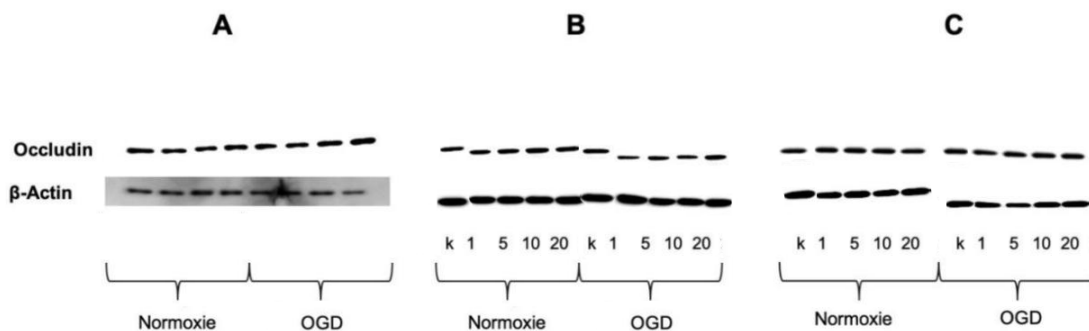 A B C
Occludin
β-Actin
k 1 5 10 20 k 1 5 10 20 k 1 5 10 20 k 1 5 10 20
Normoxie OGD Normoxie OGD Normoxie OGD